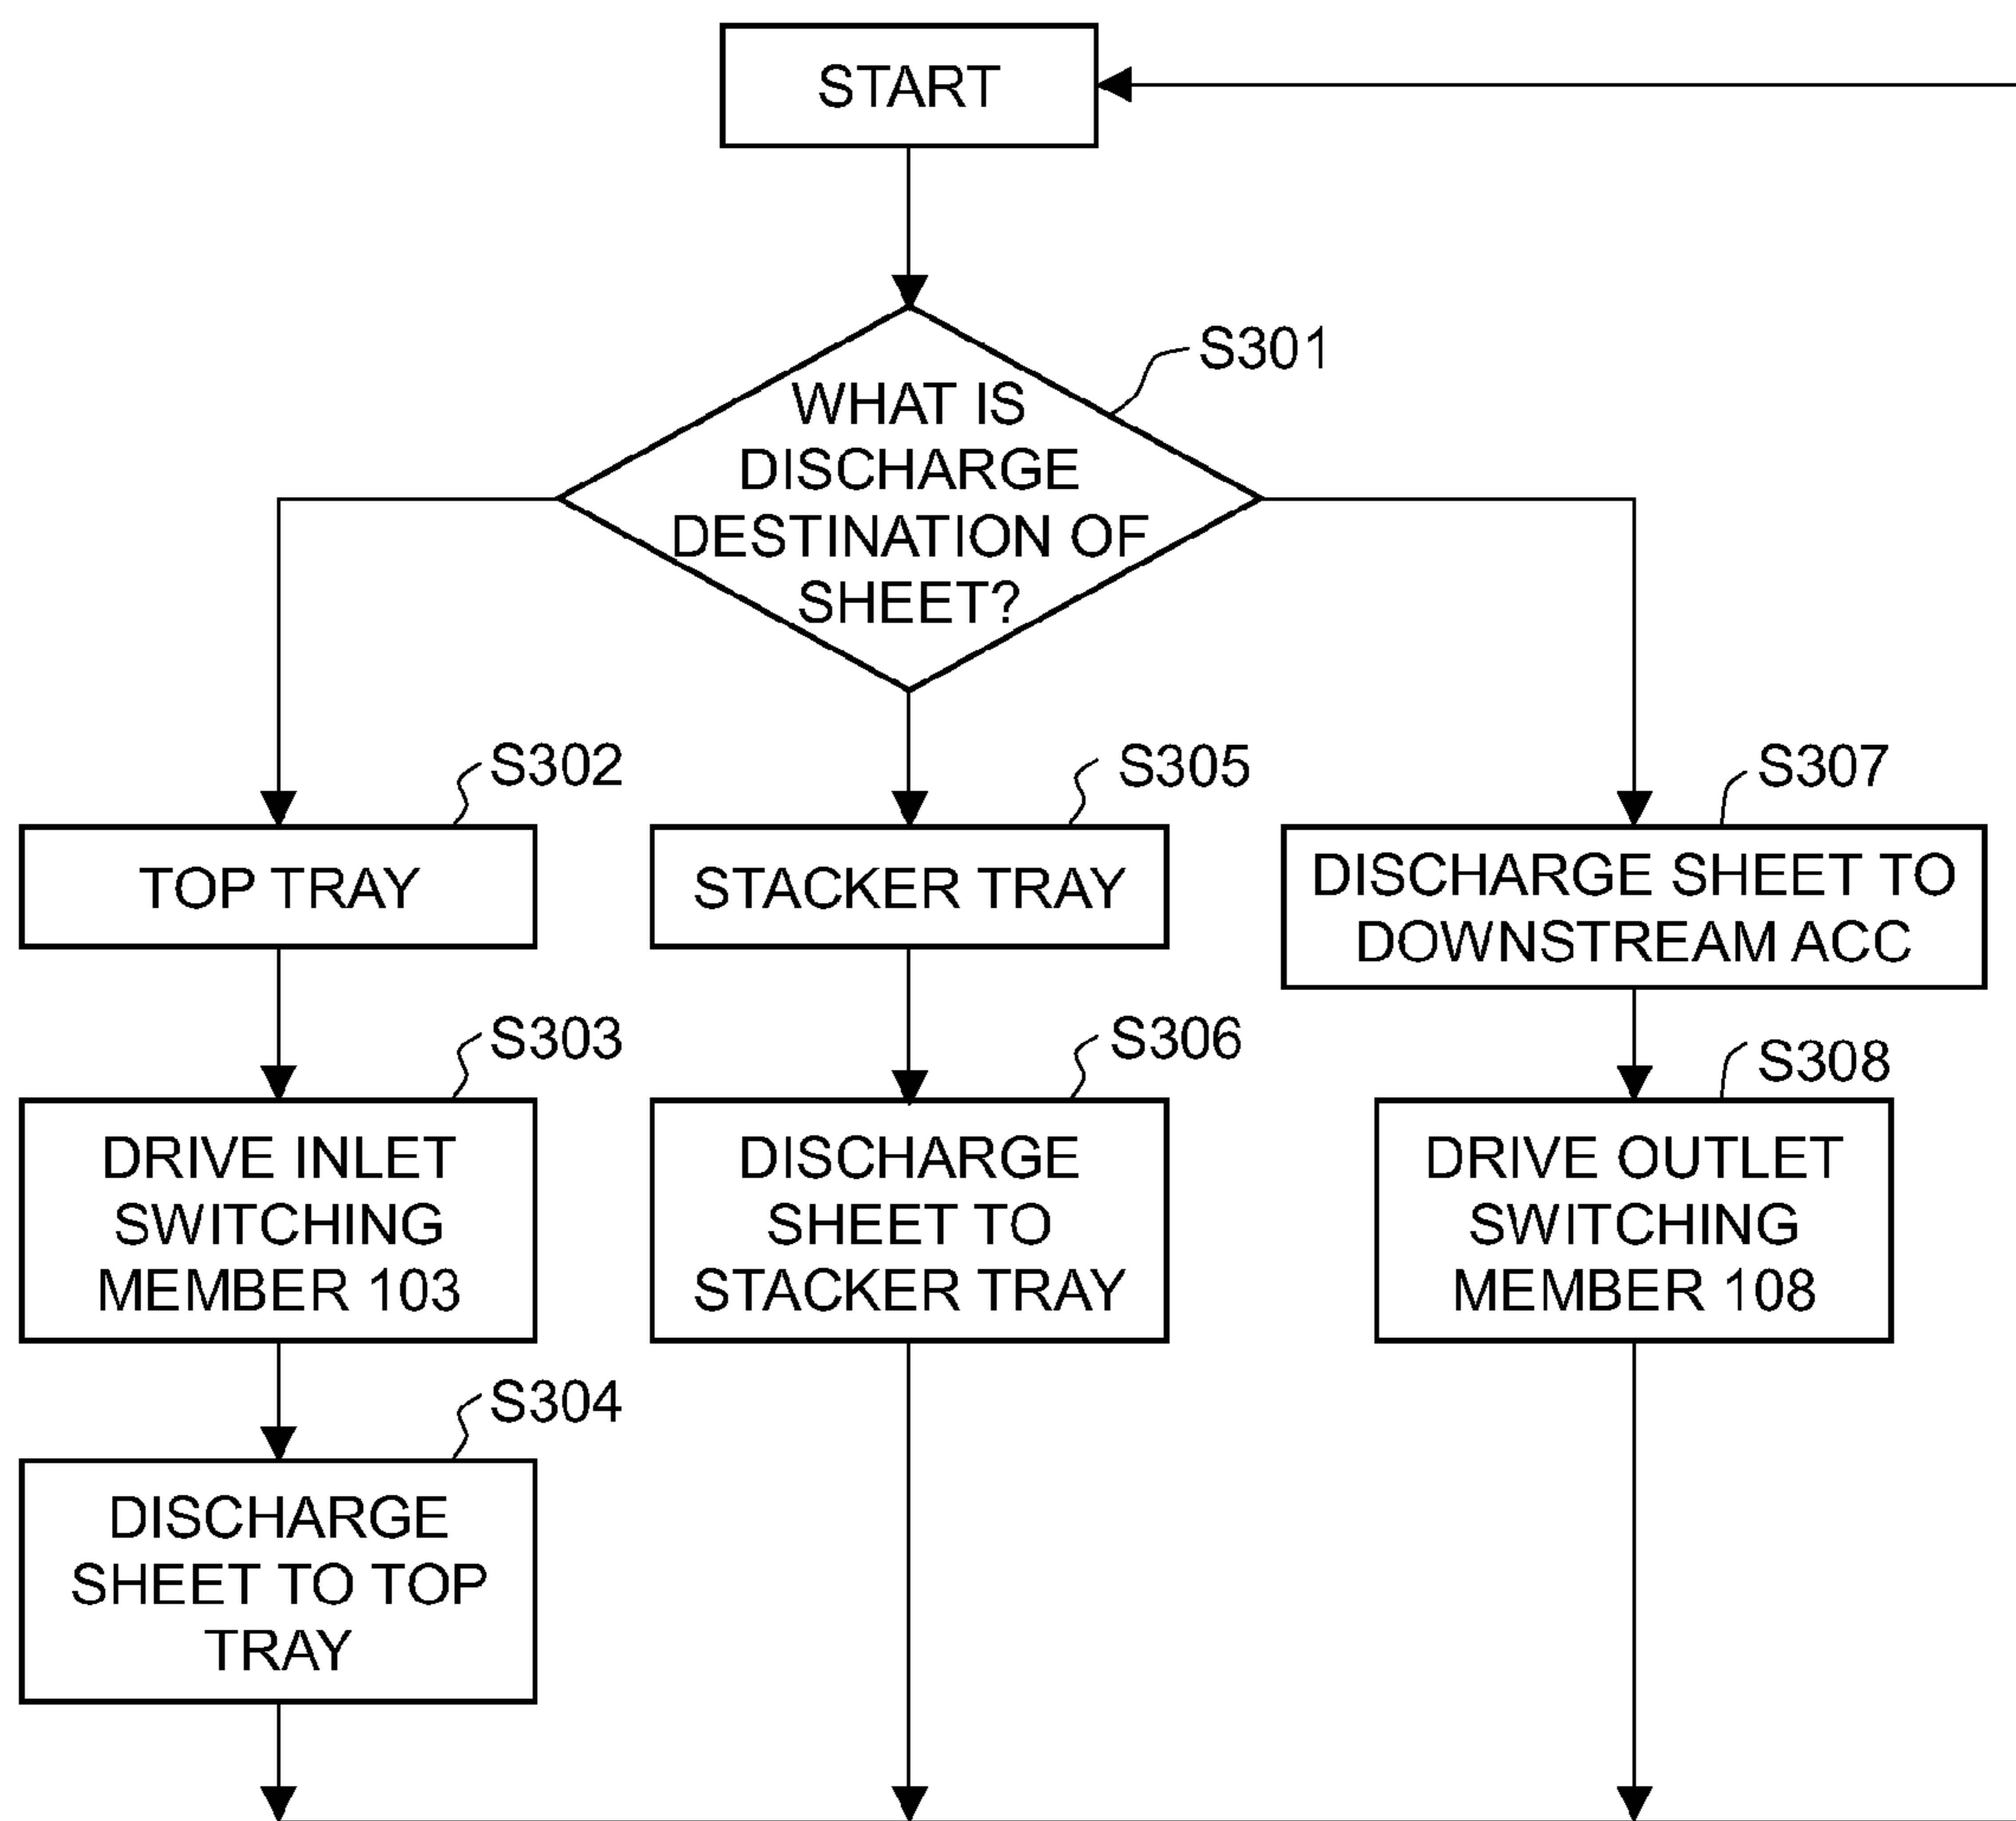 START
S301
WHAT IS
DISCHARGE
DESTINATION OF
SHEET?
S302
TOP TRAY
S303
DRIVE INLET
SWITCHING
MEMBER 103
S304
DISCHARGE
SHEET TO TOP
TRAY
S305
STACKER TRAY
S306
DISCHARGE
SHEET TO
STACKER TRAY
S307
DISCHARGE SHEET TO
DOWNSTREAM ACC
S308
DRIVE OUTLET
SWITCHING
MEMBER 108